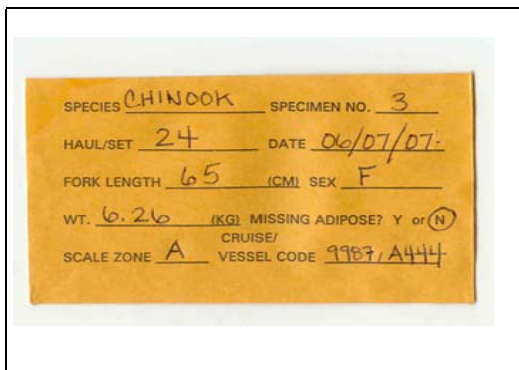 SPECIES CHINOOK SPECIMEN NO. 3
HAUL/SET 24 DATE 06/07/07
FORK LENGTH 65 (CM) SEX F
WT. 6.26 (KG) MISSING ADIPOSE? Y or N
CRUISE/
SCALE ZONE A VESSEL CODE 9987, A444